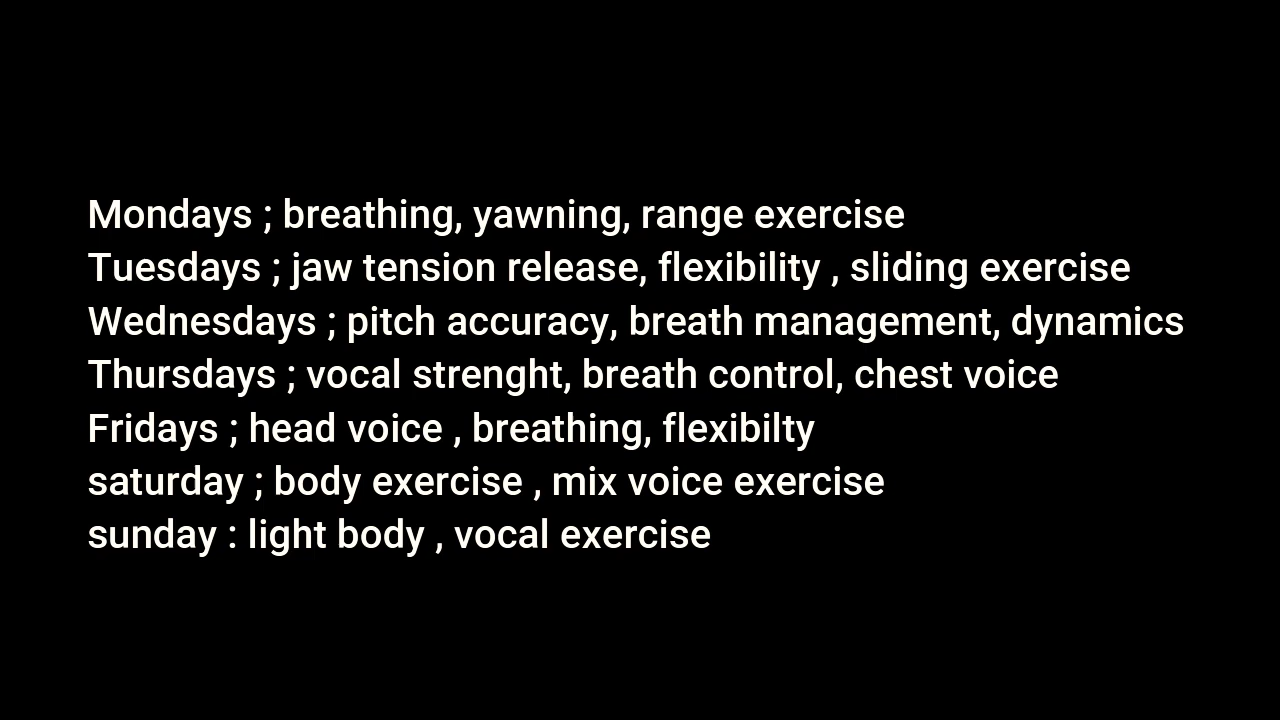 Mondays ; breathing, yawning, range exercise
Tuesdays ; jaw tension release, flexibility , sliding exercise
Wednesdays ; pitch accuracy, breath management, dynamics
Thursdays ; vocal strenght, breath control, chest voice
Fridays ; head voice , breathing, flexibilty
saturday ; body exercise , mix voice exercise
sunday : light body , vocal exercise